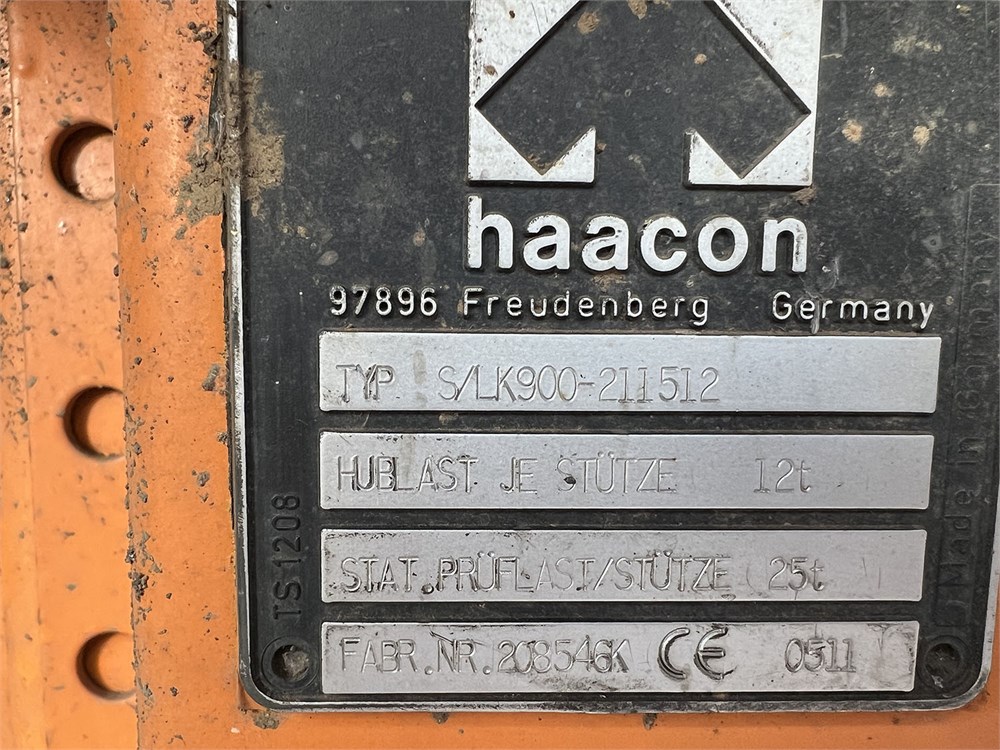 haacon
97896 Freudenberg Germany
TYP S/LK900-211512
HUBLAST JE STÜTZE 12t
STAT.PRÜFLAST/STÜTZE 25t
FABR.NR.208546K CE 0511
TS1208
Made in Germany